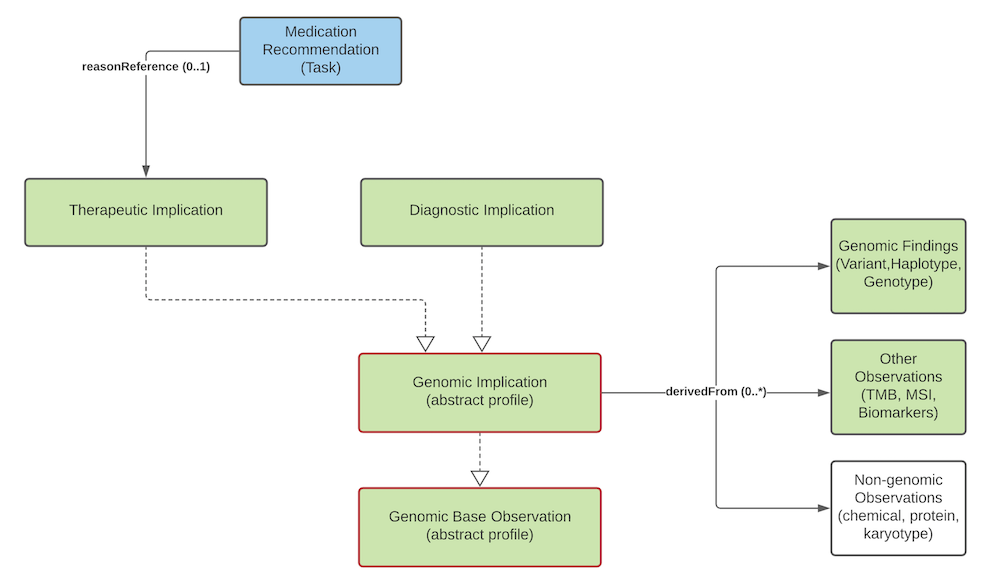 Medication
Recommendation
(Task)
reasonReference (0..1)
Therapeutic Implication
Diagnostic Implication
Genomic Findings
(Variant,Haplotype,
Genotype)
Genomic Implication
(abstract profile)
derivedFrom (0..*)
Other
Observations
(TMB, MSI,
Biomarkers)
Genomic Base Observation
(abstract profile)
Non-genomic
Observations
(chemical, protein,
karyotype)